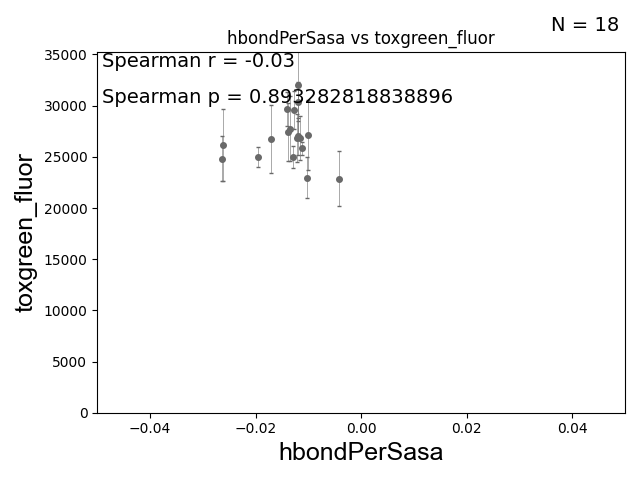 N = 18
hbondPerSasa vs toxgreen_fluor
Spearman r = -0.03
Spearman p = 0.893282818838896
toxgreen_fluor
35000
30000
25000
20000
15000
10000
5000
0
−0.04
−0.02
0.00
0.02
0.04
hbondPerSasa